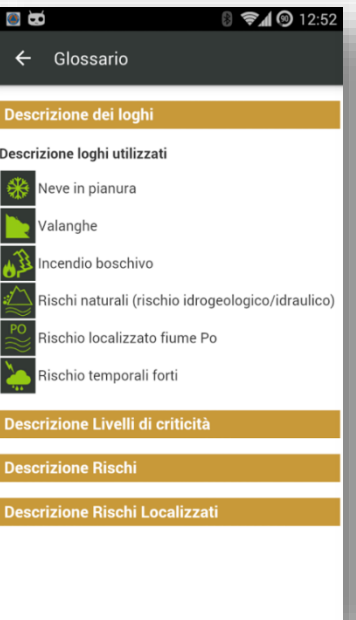 90 12:52
Glossario
Descrizione dei loghi
Descrizione loghi utilizzati
Neve in pianura
Valanghe
Incendio boschivo
Rischi naturali (rischio idrogeologico/idraulico)
PO
Rischio localizzato fiume Po
Rischio temporali forti
Descrizione Livelli di criticità
Descrizione Rischi
Descrizione Rischi Localizzati